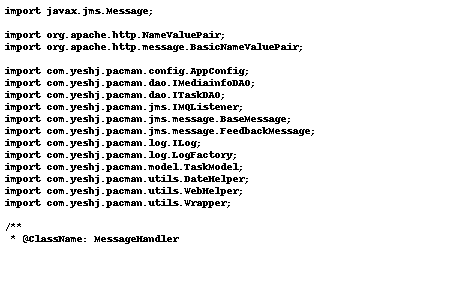 import javax.jms.Message;
import org.apache.http.NameValuePair;
import org.apache.http.message.BasicNameValuePair;
import com.yeshj.pacman.config.AppConfig;
import com.yeshj.pacman.dao.IMediainfoDAO;
import com.yeshj.pacman.dao.ITaskDAO;
import com.yeshj.pacman.jms.IMQListener;
import com.yeshj.pacman.jms.message.BaseMessage;
import com.yeshj.pacman.jms.message.FeedbackMessage;
import com.yeshj.pacman.log.ILog;
import com.yeshj.pacman.log.LogFactory;
import com.yeshj.pacman.model.TaskModel;
import com.yeshj.pacman.utils.DateHelper;
import com.yeshj.pacman.utils.WebHelper;
import com.yeshj.pacman.utils.Wrapper;
/**
 * @ClassName: MessageHandler